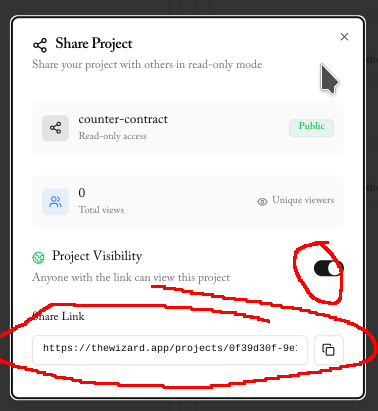 Share Project
Share your project with others in read-only mode
counter-contract
Read-only access
Public
0
Total views
Unique viewers
Project Visibility
Anyone with the link can view this project
Share Link
https://thewizard.app/projects/0f39d30f-9e